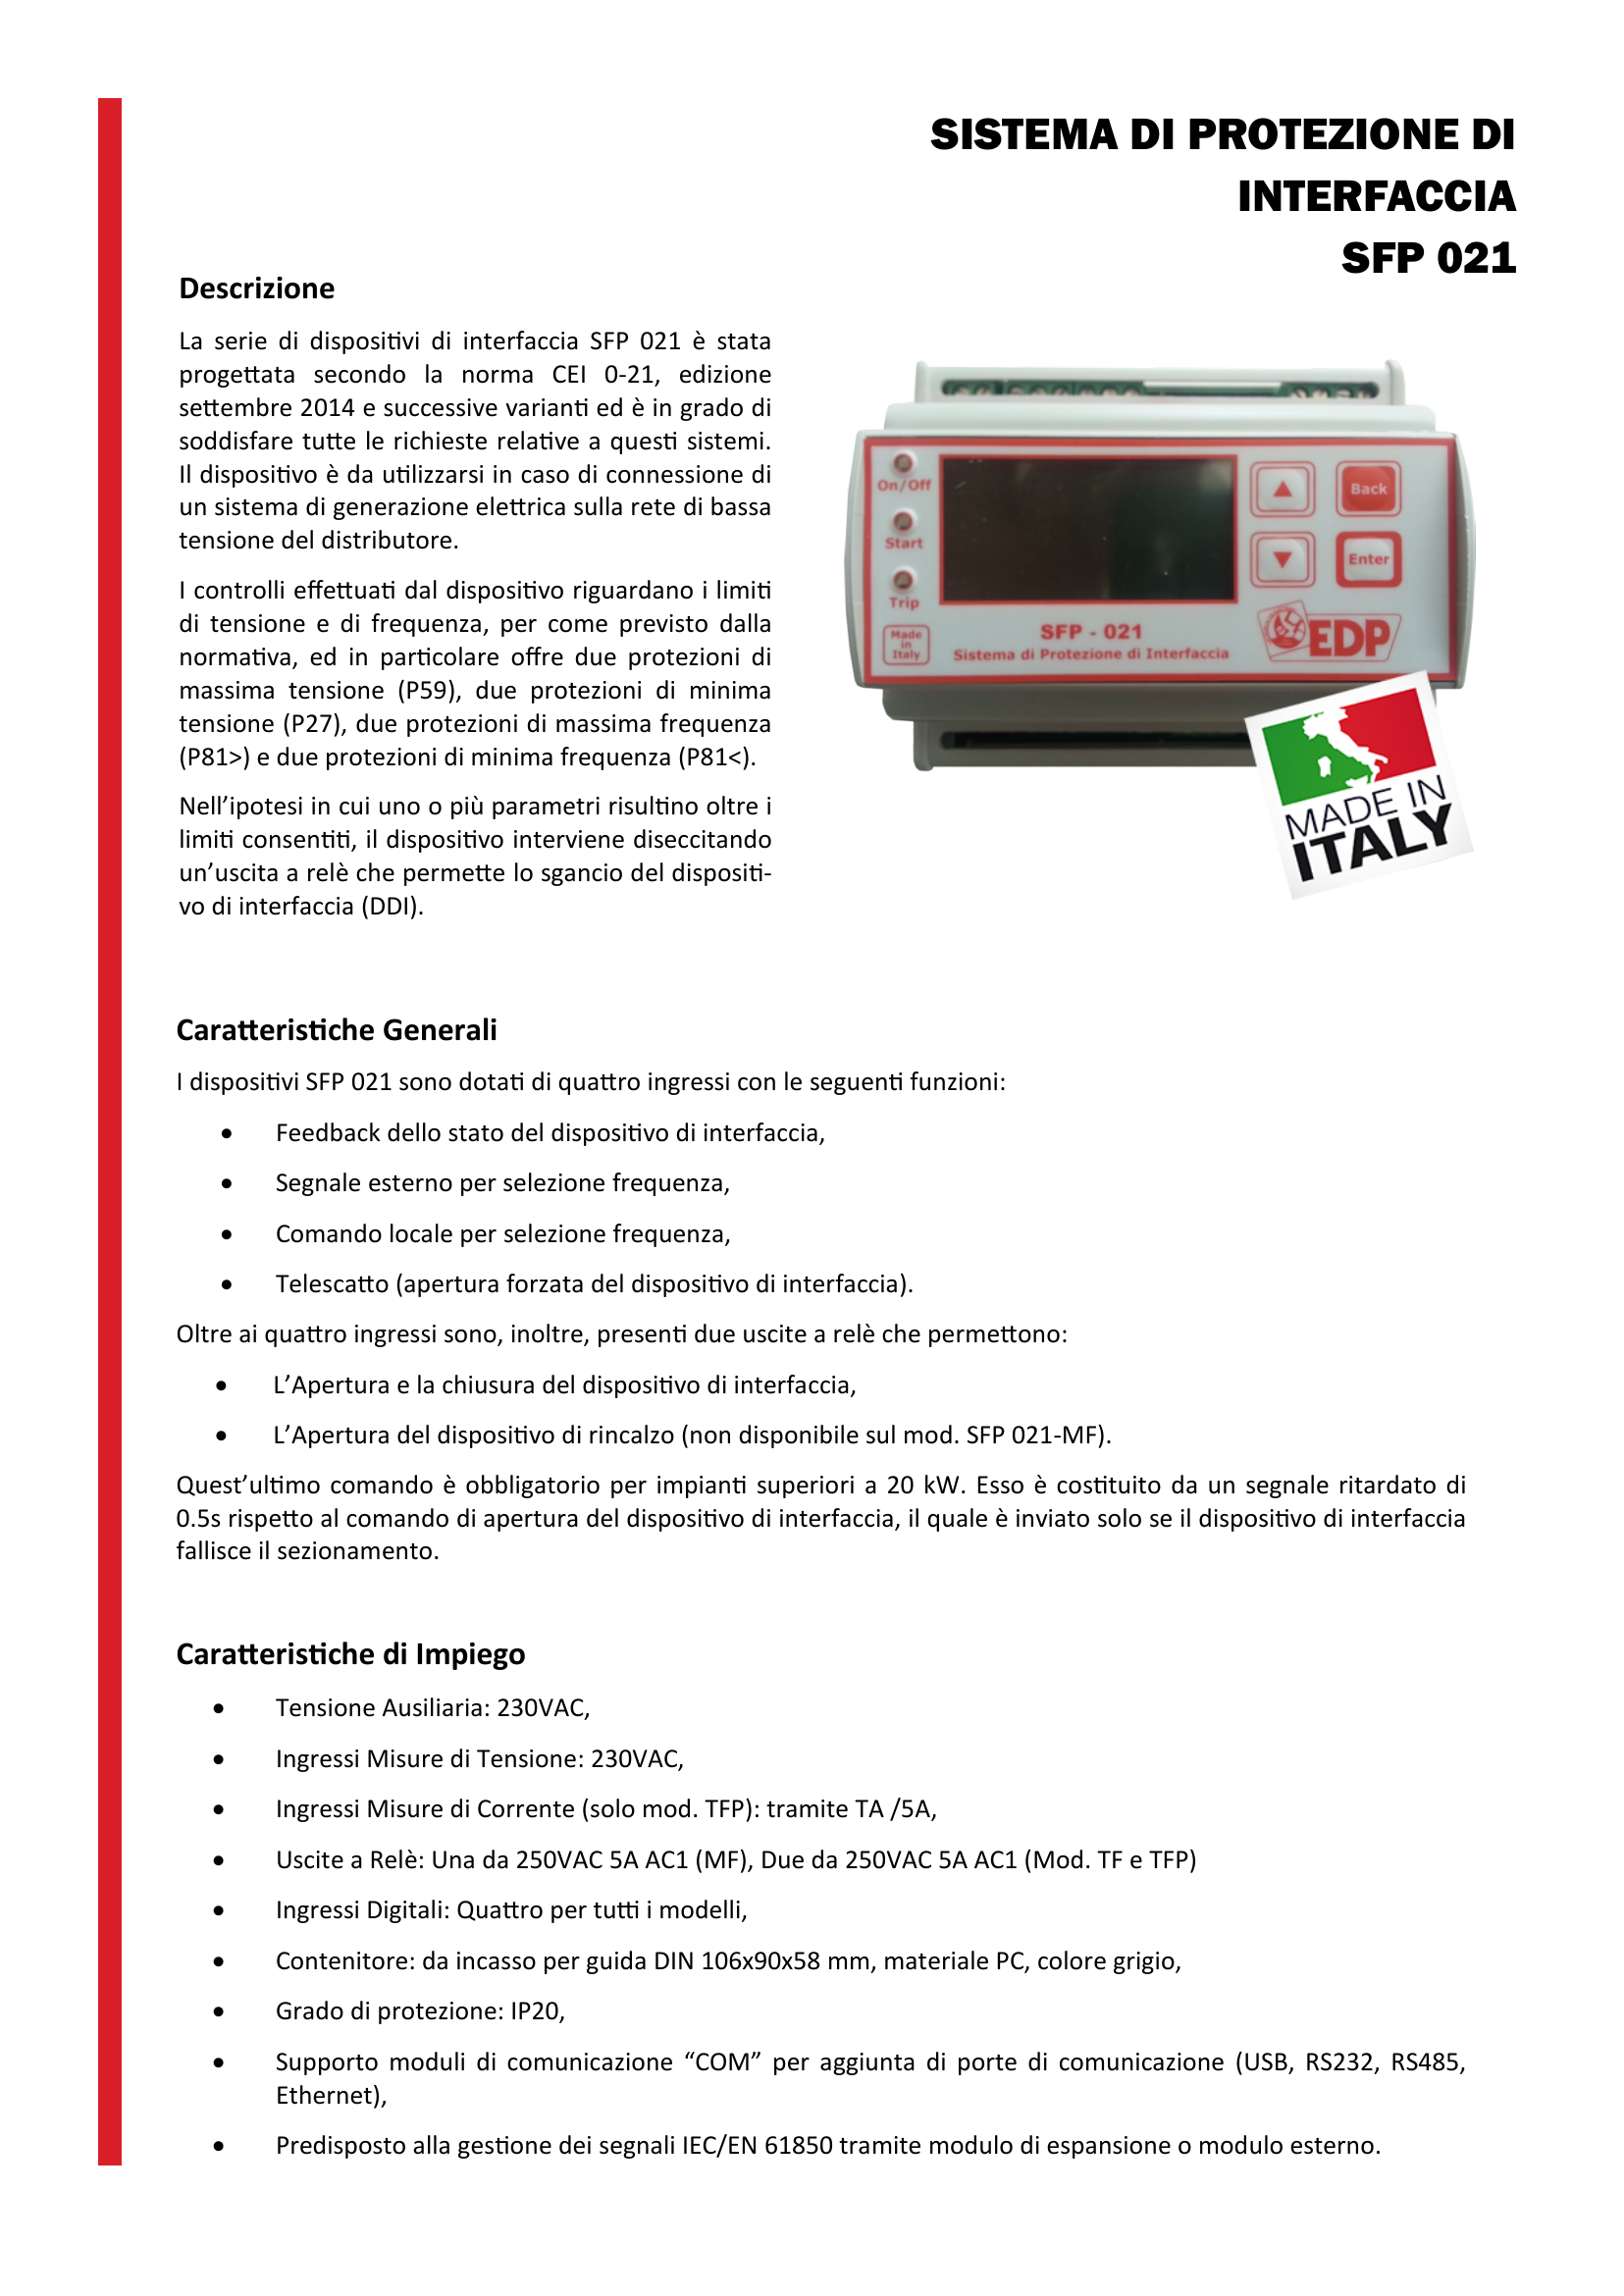 SISTEMA DI PROTEZIONE DI
INTERFACCIA
SFP 021
Descrizione
La serie di dispositivi di interfaccia SFP 021 è stata
progettata secondo la norma CEI 0-21, edizione
settembre 2014 e successive varianti ed è in grado di
soddisfare tutte le richieste relative a questi sistemi.
Il dispositivo è da utilizzarsi in caso di connessione di
un sistema di generazione elettrica sulla rete di bassa
tensione del distributore.
I controlli effettuati dal dispositivo riguardano i limiti
di tensione e di frequenza, per come previsto dalla
normativa, ed in particolare offre due protezioni di
massima tensione (P59), due protezioni di minima
tensione (P27), due protezioni di massima frequenza
(P81>) e due protezioni di minima frequenza (P81<).
Nell’ipotesi in cui uno o più parametri risultino oltre i
limiti consentiti, il dispositivo interviene diseccitando
un’uscita a relè che permette lo sgancio del dispositi-
vo di interfaccia (DDI).
On/Off
Start
Trip
Made
in
Italy
Back
Enter
SFP - 021
Sistema di Protezione di Interfaccia
EDP
MADE IN
ITALY
Caratteristiche Generali
I dispositivi SFP 021 sono dotati di quattro ingressi con le seguenti funzioni:
• Feedback dello stato del dispositivo di interfaccia,
• Segnale esterno per selezione frequenza,
• Comando locale per selezione frequenza,
• Telescatto (apertura forzata del dispositivo di interfaccia).
Oltre ai quattro ingressi sono, inoltre, presenti due uscite a relè che permettono:
• L’Apertura e la chiusura del dispositivo di interfaccia,
• L’Apertura del dispositivo di rincalzo (non disponibile sul mod. SFP 021-MF).
Quest’ultimo comando è obbligatorio per impianti superiori a 20 kW. Esso è costituito da un segnale ritardato di
0.5s rispetto al comando di apertura del dispositivo di interfaccia, il quale è inviato solo se il dispositivo di interfaccia
fallisce il sezionamento.
Caratteristiche di Impiego
• Tensione Ausiliaria: 230VAC,
• Ingressi Misure di Tensione: 230VAC,
• Ingressi Misure di Corrente (solo mod. TFP): tramite TA /5A,
• Uscite a Relè: Una da 250VAC 5A AC1 (MF), Due da 250VAC 5A AC1 (Mod. TF e TFP)
• Ingressi Digitali: Quattro per tutti i modelli,
• Contenitore: da incasso per guida DIN 106x90x58 mm, materiale PC, colore grigio,
• Grado di protezione: IP20,
• Supporto moduli di comunicazione “COM” per aggiunta di porte di comunicazione (USB, RS232, RS485,
Ethernet),
• Predisposto alla gestione dei segnali IEC/EN 61850 tramite modulo di espansione o modulo esterno.